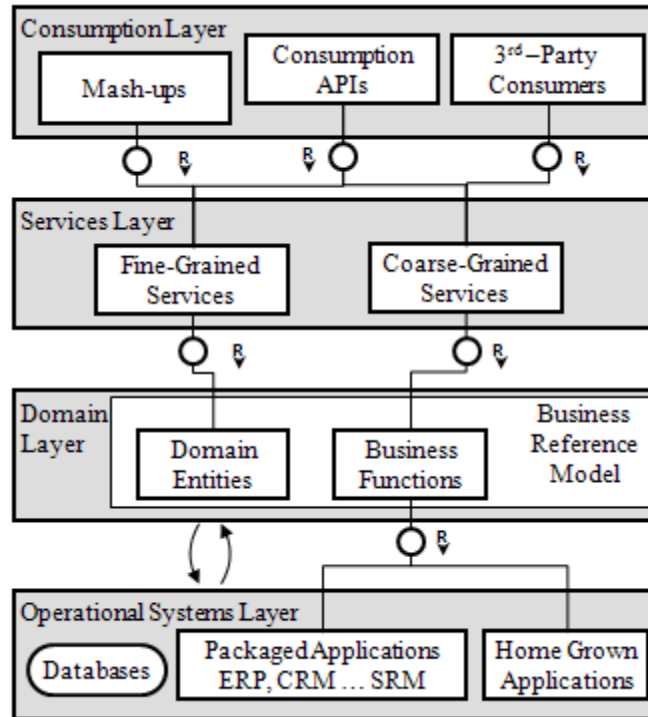 Consumption Layer
Mash-ups
Consumption
APIs
3rd–Party
Consumers
R
R
R
Services Layer
Fine-Grained
Services
Coarse-Grained
Services
R
R
Domain
Layer
Domain
Entities
Business
Functions
Business
Reference
Model
R
Operational Systems Layer
Databases
Packaged Applications
ERP, CRM … SRM
Home Grown
Applications